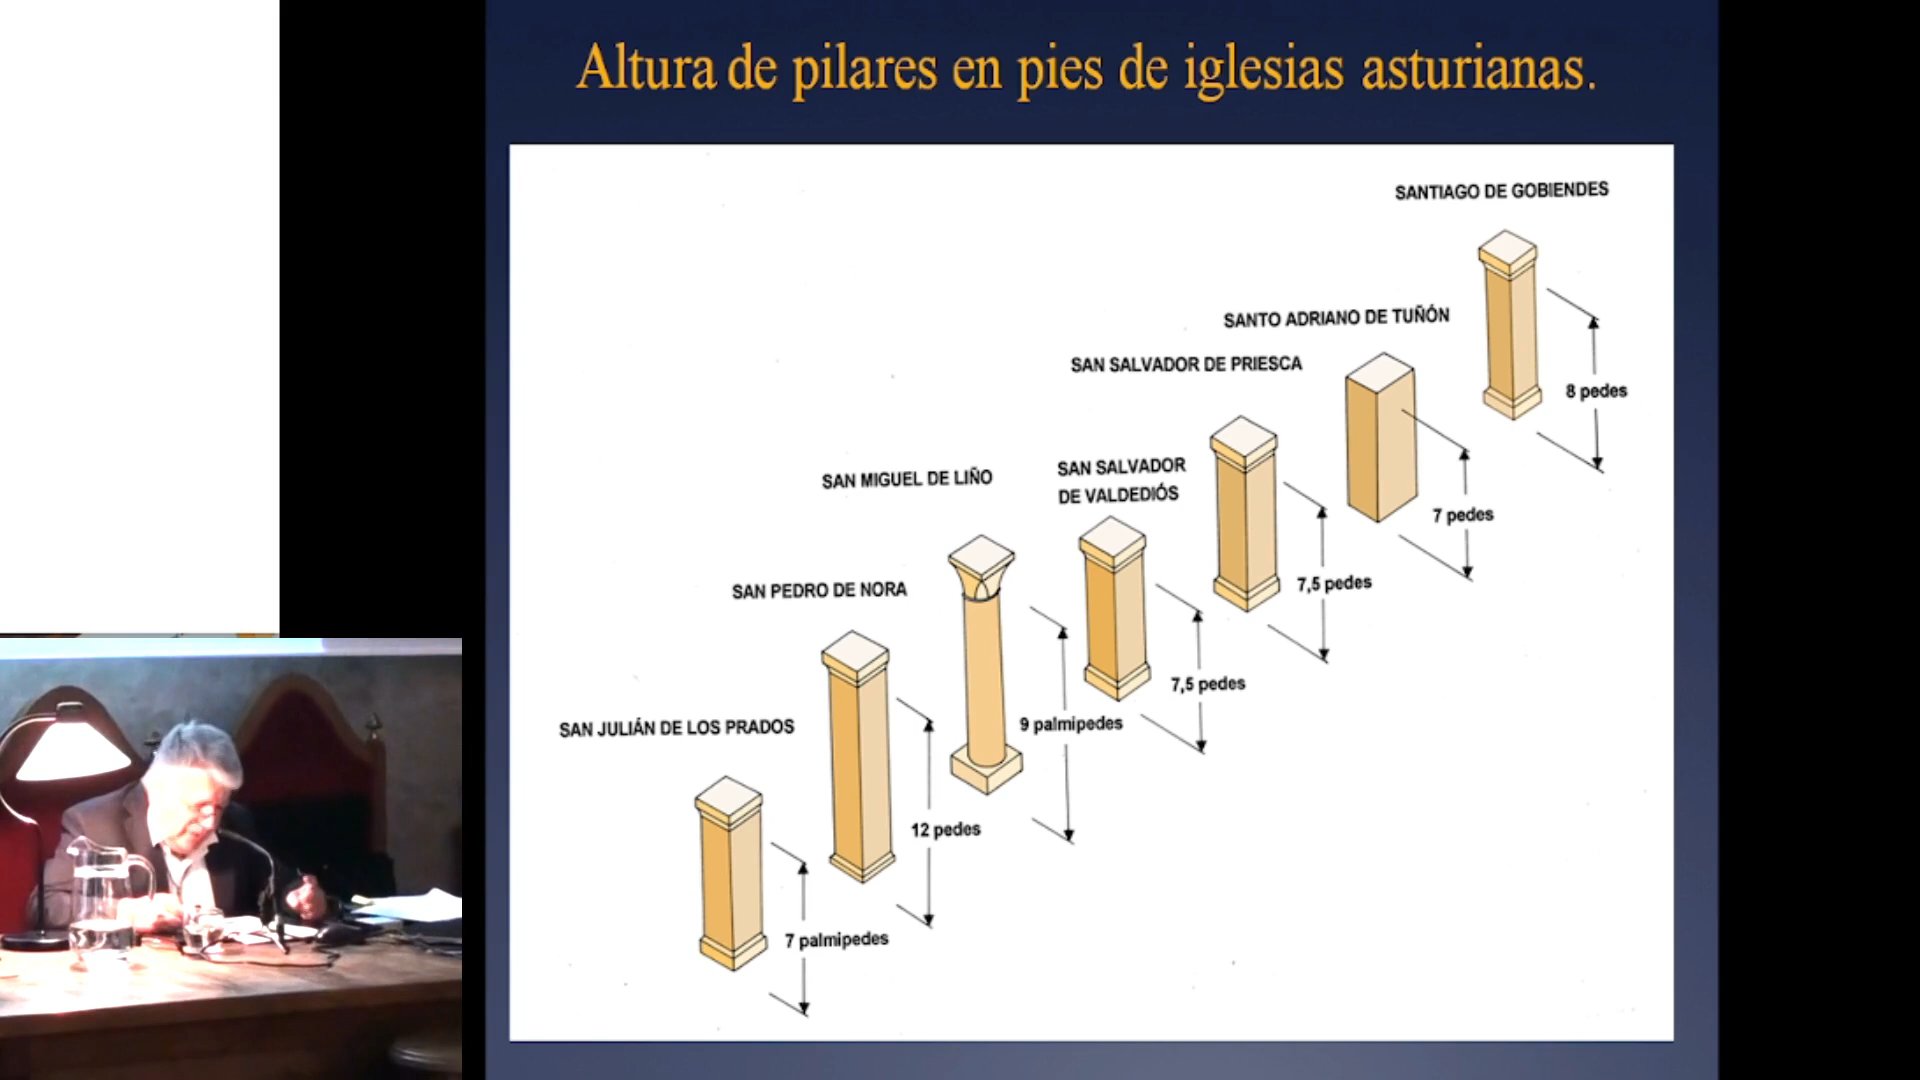 Altura de pilares en pies de iglesias asturianas.
SANTIAGO DE GOBIENDES
8 pedes
SANTO ADRIANO DE TUÑÓN
7 pedes
SAN SALVADOR DE PRIESCA
7,5 pedes
SAN SALVADOR
DE VALDEDIÓS
7,5 pedes
SAN MIGUEL DE LIÑO
9 palmipedes
SAN PEDRO DE NORA
12 pedes
SAN JULIÁN DE LOS PRADOS
7 palmipedes